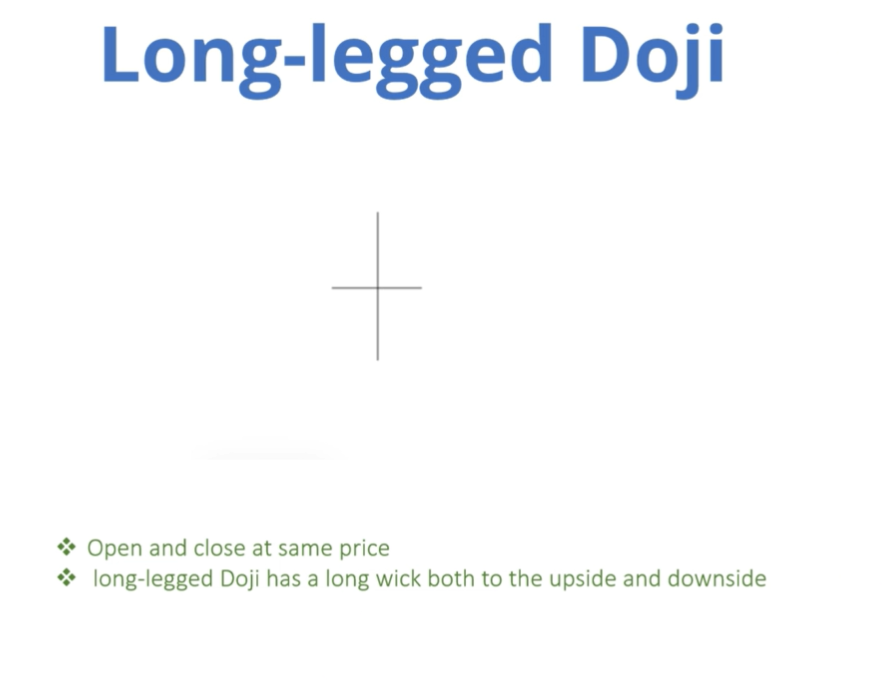 Long-legged Doji
❖ Open and close at same price
❖ long-legged Doji has a long wick both to the upside and downside